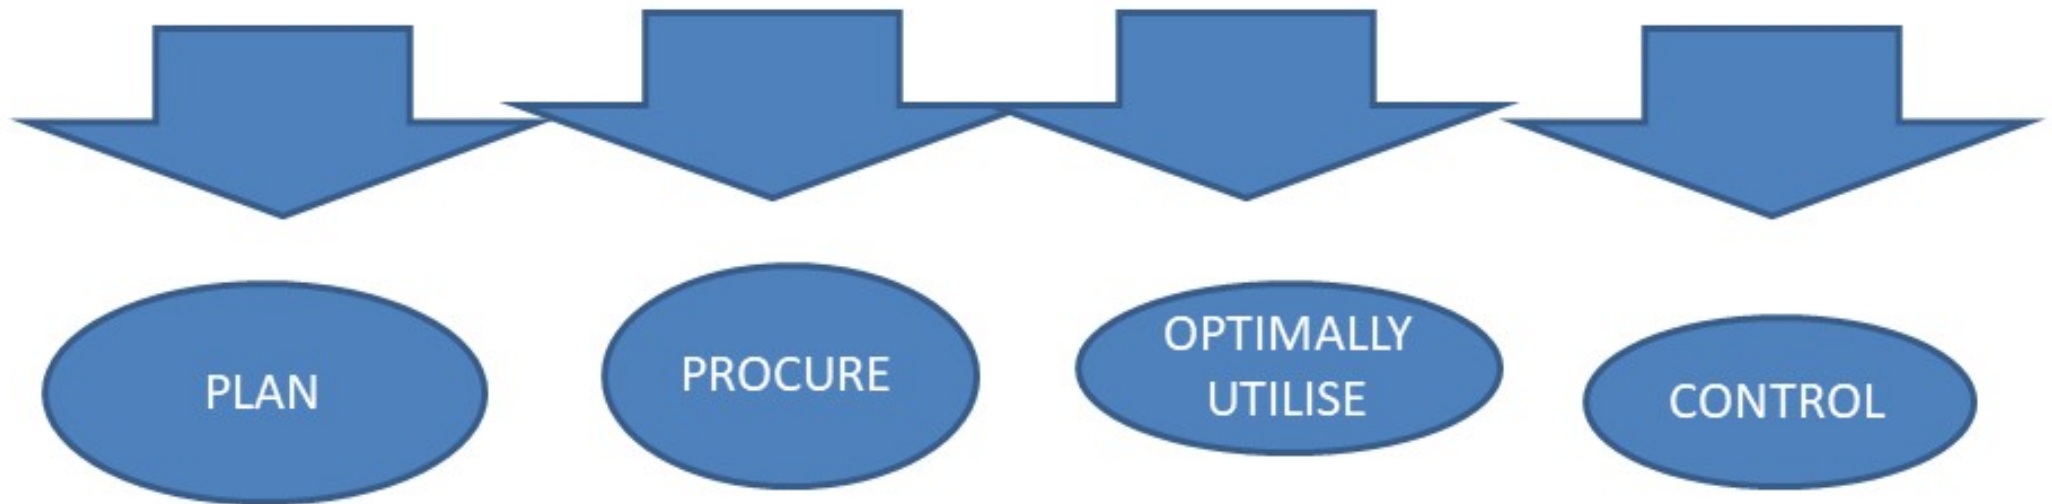 PLAN
PROCURE
OPTIMALLY
UTILISE
CONTROL